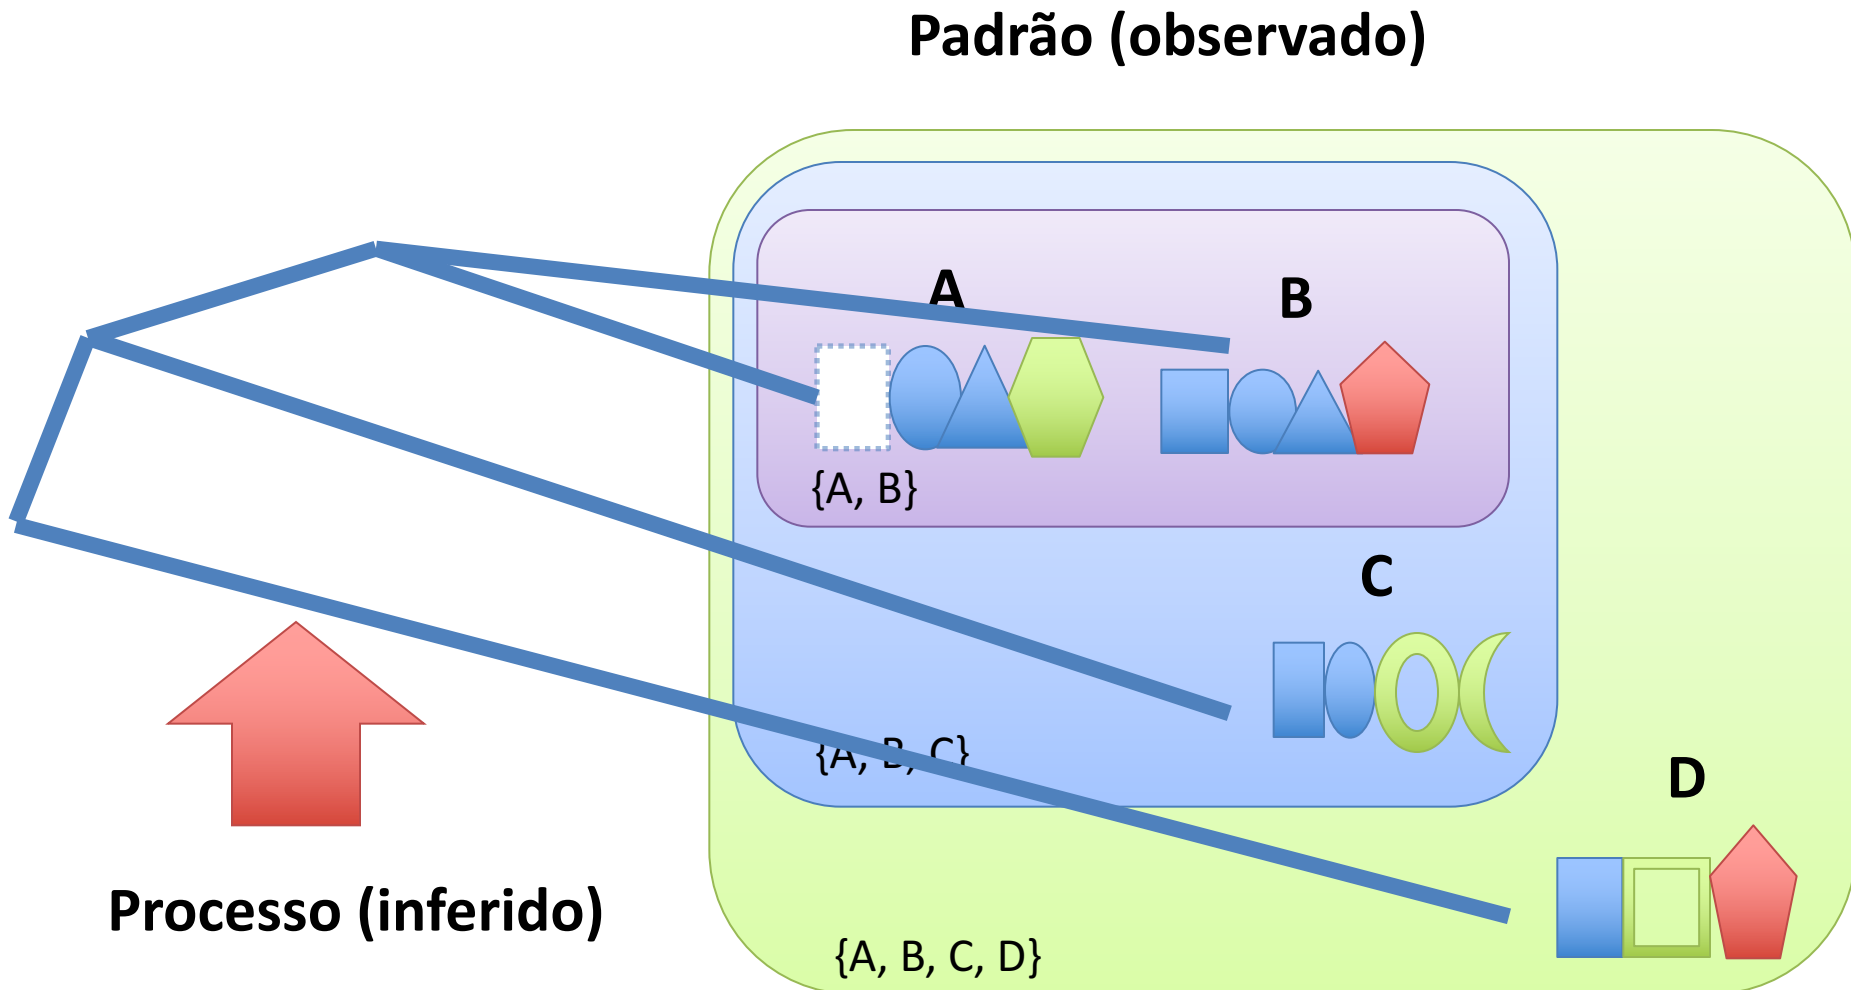 Padrão (observado)
A
B
{A, B}
C
{A, B, C}
D
Processo (inferido)
{A, B, C, D}